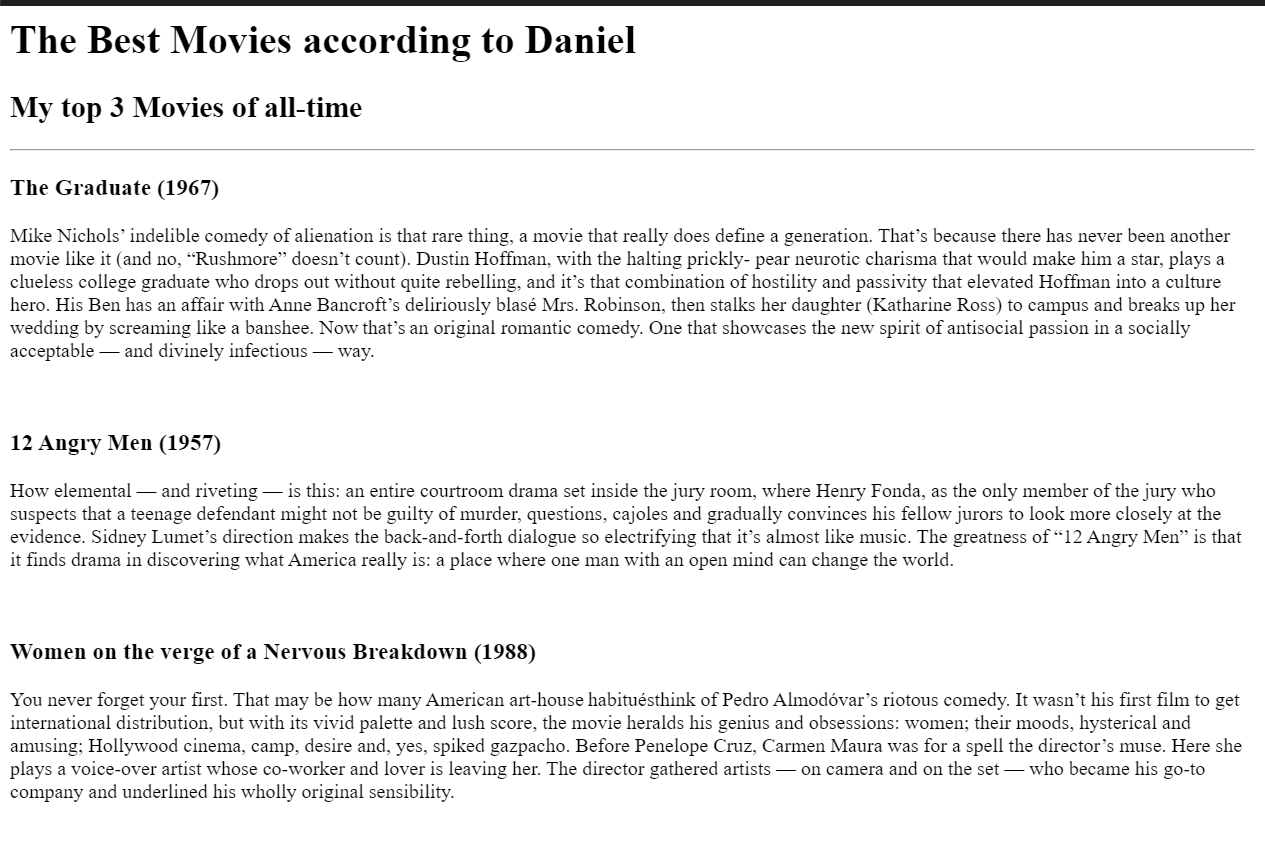 The Best Movies according to Daniel
My top 3 Movies of all-time
The Graduate (1967)
Mike Nichols’ indelible comedy of alienation is that rare thing, a movie that really does define a generation. That’s because there has never been another
movie like it (and no, “Rushmore” doesn’t count). Dustin Hoffman, with the halting prickly- pear neurotic charisma that would make him a star, plays a
clueless college graduate who drops out without quite rebelling, and it’s that combination of hostility and passivity that elevated Hoffman into a culture
hero. His Ben has an affair with Anne Bancroft’s deliriously blasé Mrs. Robinson, then stalks her daughter (Katharine Ross) to campus and breaks up her
wedding by screaming like a banshee. Now that’s an original romantic comedy. One that showcases the new spirit of antisocial passion in a socially
acceptable — and divinely infectious — way.
12 Angry Men (1957)
How elemental — and riveting — is this: an entire courtroom drama set inside the jury room, where Henry Fonda, as the only member of the jury who
suspects that a teenage defendant might not be guilty of murder, questions, cajoles and gradually convinces his fellow jurors to look more closely at the
evidence. Sidney Lumet’s direction makes the back-and-forth dialogue so electrifying that it’s almost like music. The greatness of “12 Angry Men” is that
it finds drama in discovering what America really is: a place where one man with an open mind can change the world.
Women on the verge of a Nervous Breakdown (1988)
You never forget your first. That may be how many American art-house habituésthink of Pedro Almodóvar’s riotous comedy. It wasn’t his first film to get
international distribution, but with its vivid palette and lush score, the movie heralds his genius and obsessions: women; their moods, hysterical and
amusing; Hollywood cinema, camp, desire and, yes, spiked gazpacho. Before Penelope Cruz, Carmen Maura was for a spell the director’s muse. Here she
plays a voice-over artist whose co-worker and lover is leaving her. The director gathered artists — on camera and on the set — who became his go-to
company and underlined his wholly original sensibility.